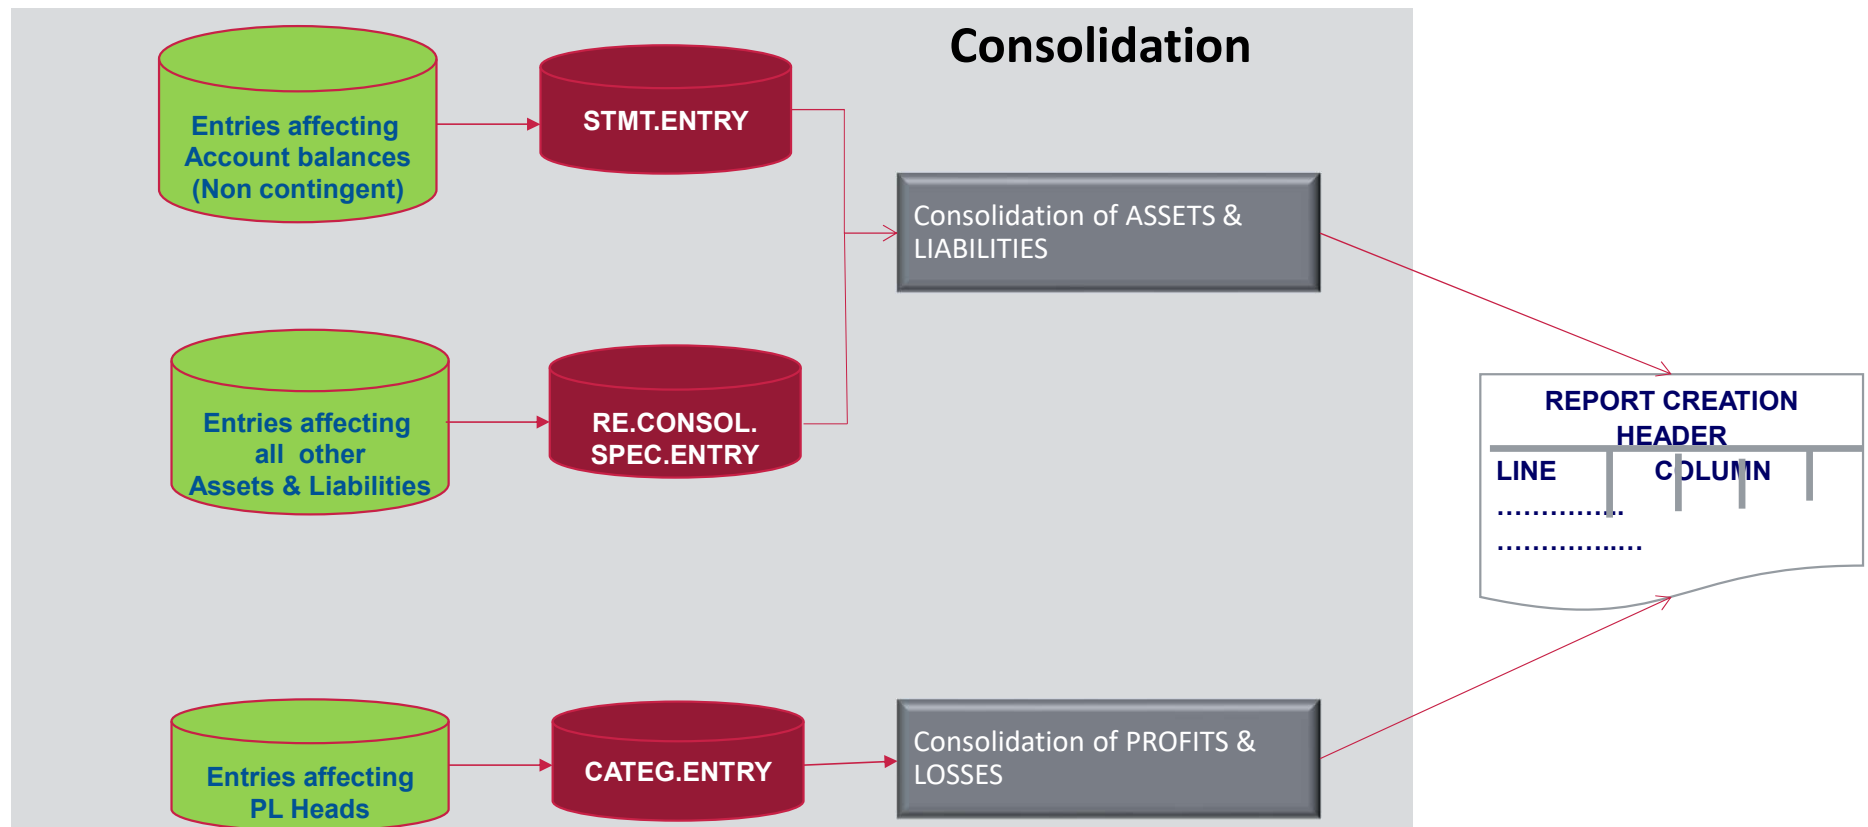 Consolidation
Entries affecting
Account balances
(Non contingent)
STMT.ENTRY
Consolidation of ASSETS &
LIABILITIES
Entries affecting
all other
Assets & Liabilities
RE.CONSOL.
SPEC.ENTRY
REPORT CREATION
HEADER
LINE COLUMN
……………..
……………..…
Entries affecting
PL Heads
CATEG.ENTRY
Consolidation of PROFITS &
LOSSES